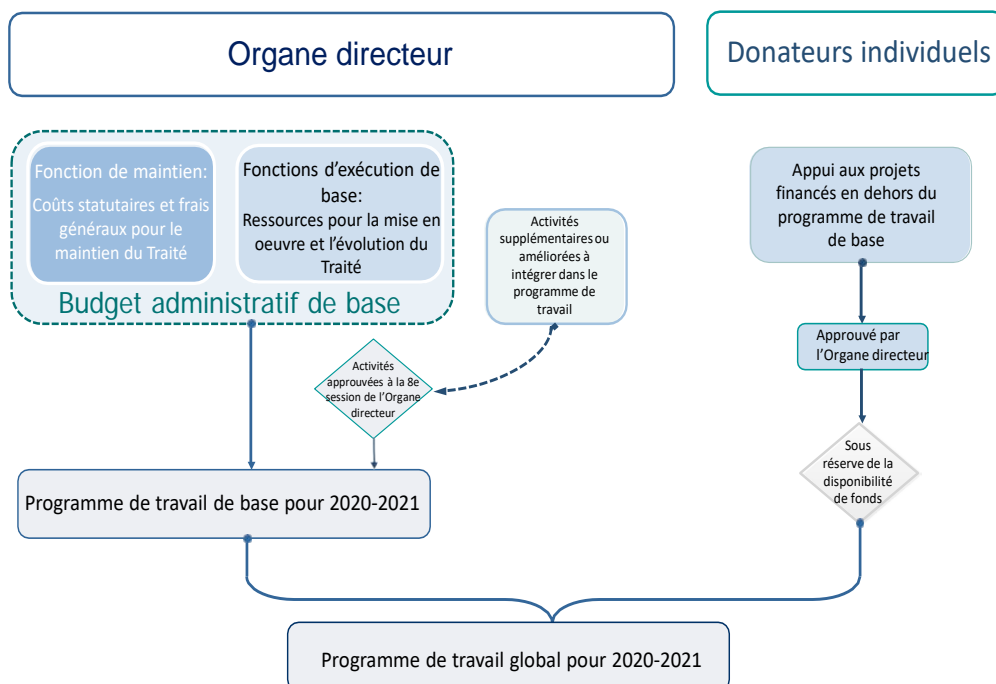 Organe directeur
Donateurs individuels
Fonction de maintien:
Coûts statutaires et frais
généraux pour le
maintien du Traité
Fonctions d'exécution de
base:
Ressources pour la mise en
oeuvre et l'évolution du
Traité
Budget administratif de base
Activités
supplémentaires ou
améliorées à
intégrer dans le
programme de
travail
Appui aux projets
financés en dehors du
programme de travail
de base
Approuvé par
l'Organe directeur
Activités
approuvées à la 8e
session de l'Organe
directeur
Sous
réserve de la
disponibilité
de fonds
Programme de travail de base pour 2020-2021
Programme de travail global pour 2020-2021